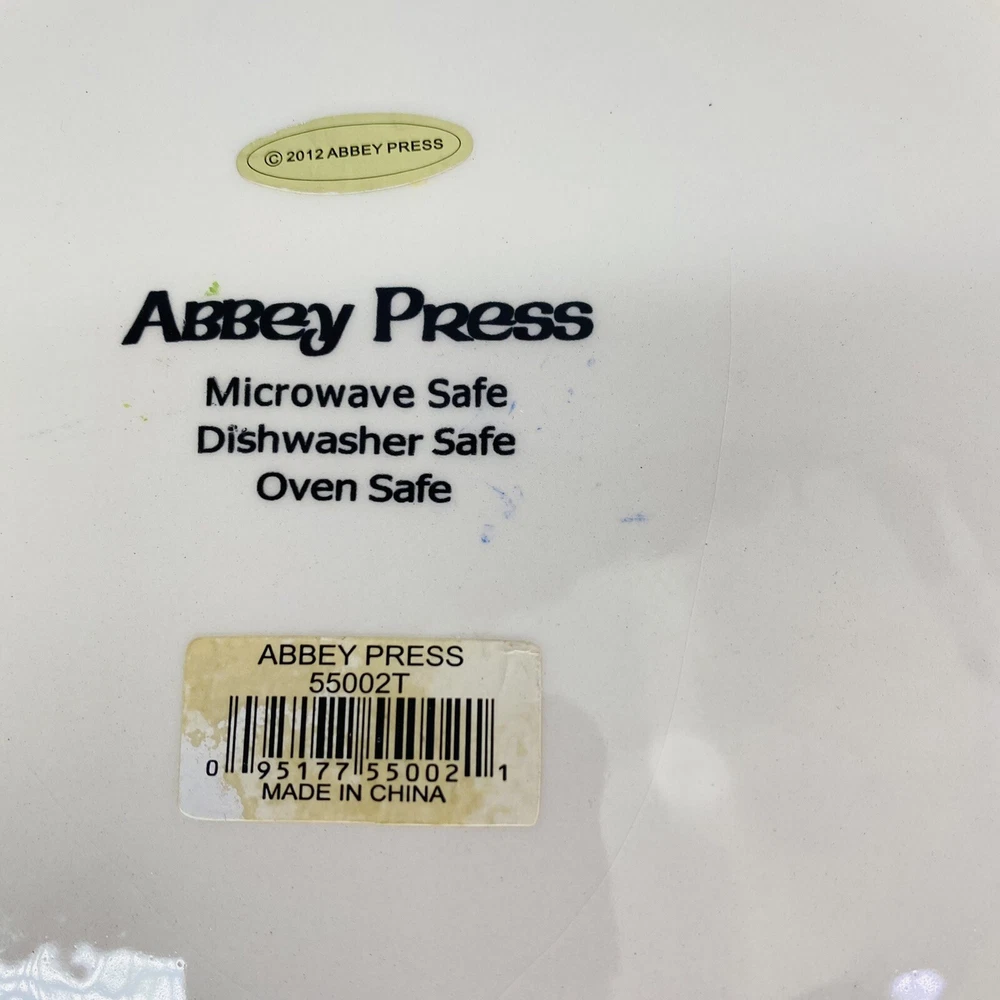 © 2012 ABBEY PRESS
ABBEY PRESS
Microwave Safe
Dishwasher Safe
Oven Safe
ABBEY PRESS
55002T
0 95177 55002 1
MADE IN CHINA